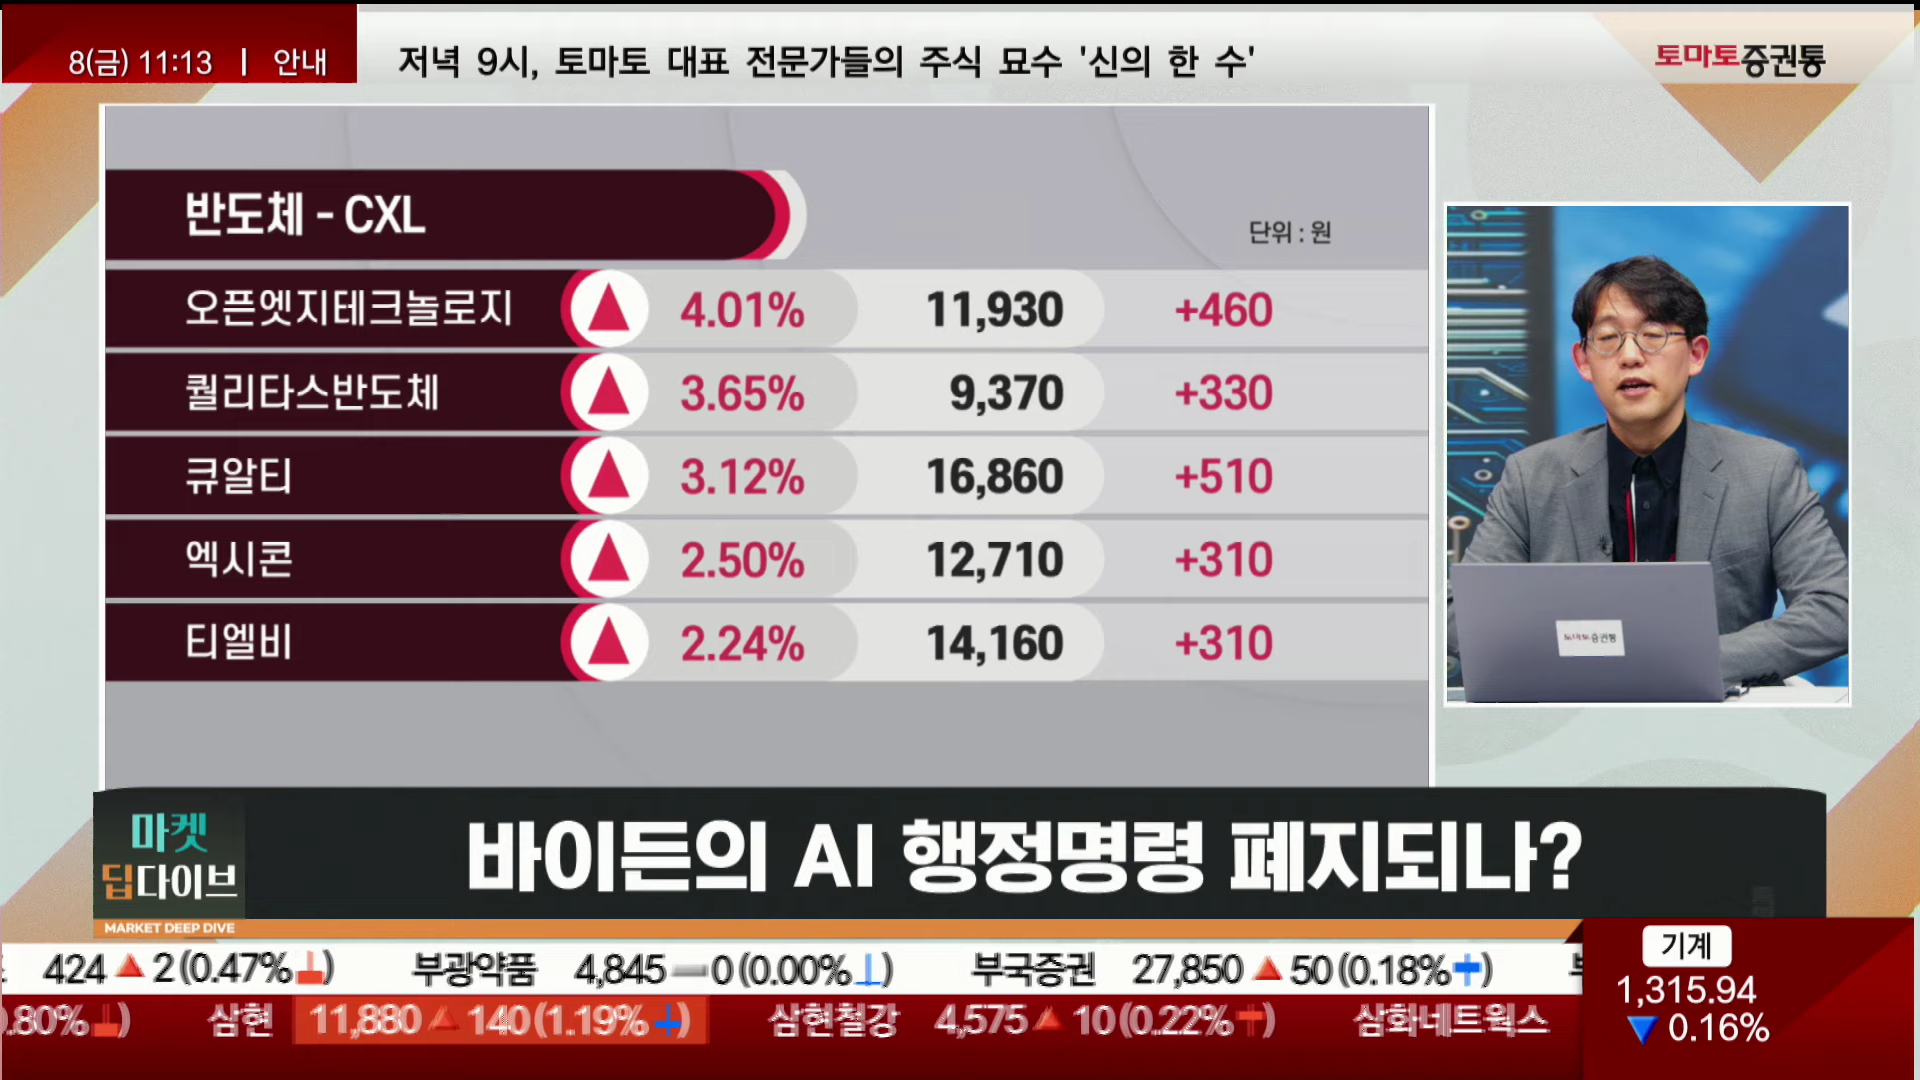 8(금) 11:13 | 안내
저녁 9시, 토마토 대표 전문가들의 주식 묘수 '신의 한 수'
토마토증권통
반도체 - CXL
단위 : 원
오픈엣지테크놀로지 ▲ 4.01% 11,930 +460
퀄리타스반도체 ▲ 3.65% 9,370 +330
큐알티 ▲ 3.12% 16,860 +510
엑시콘 ▲ 2.50% 12,710 +310
티엘비 ▲ 2.24% 14,160 +310
토마토증권통
마켓
딥다이브
MARKET DEEP DIVE
바이든의 AI 행정명령 폐지되나?
424 ▲ 2 (0.47%) 부광약품 4,845 0 (0.00%) 부국증권 27,850 ▲ 50 (0.18%)
0.80%) 삼현 11,880 ▲ 140 (1.19%) 삼현철강 4,575 ▲ 10 (0.22%) 삼화네트웍스
기계
1,315.94
▼ 0.16%